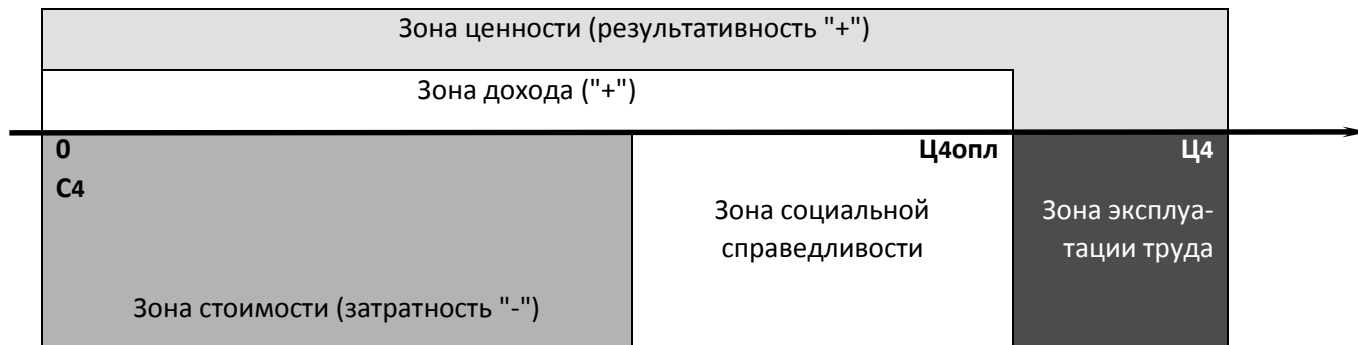 Зона ценности (результативность "+")
Зона дохода ("+")
0
Ц4опл
Ц4
С4
Зона социальной
справедливости
Зона эксплуа-
тации труда
Зона стоимости (затратность "-")